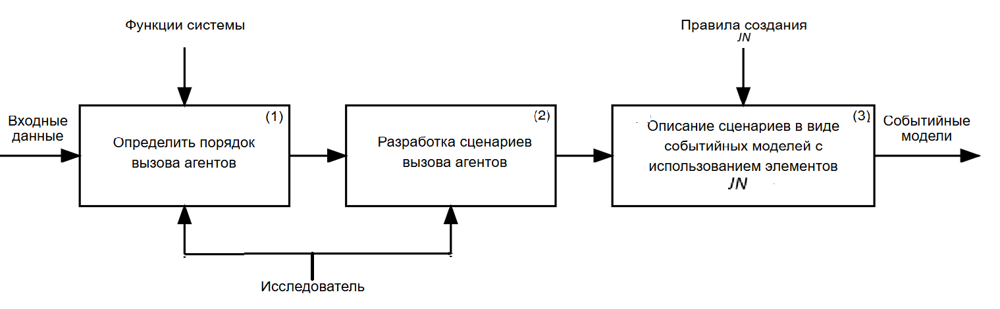 Функции системы
Правила создания
JN
Входные
данные
(1)
Определить порядок
вызова агентов
(2)
Разработка сценариев
вызова агентов
(3)
Описание сценариев в виде
событийных моделей с
использованием элементов
JN
Событийные
модели
Исследователь